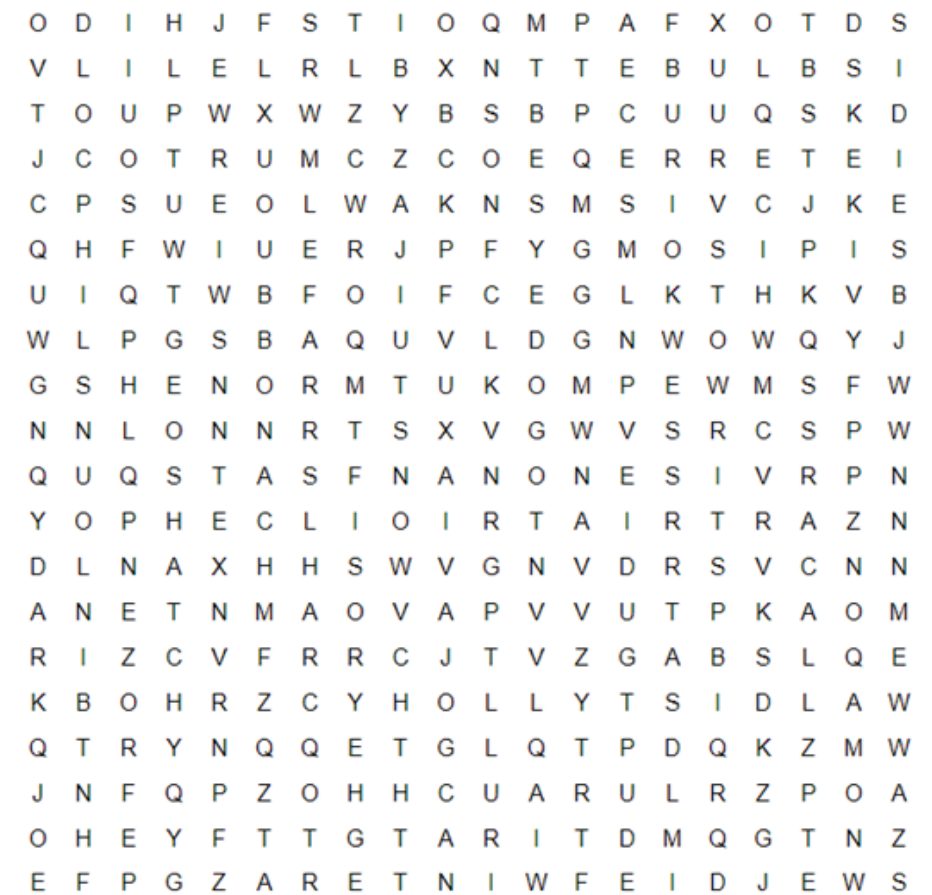 O D I H J F S T I O Q M P A F X O T D S
V L I L E L R L B X N T T E B U L B S I
T O U P W X W Z Y B S B P C U U Q S K D
J C O T R U M C Z C O E Q E R R E T E I
C P S U E O L W A K N S M S I V C J K E
Q H F W I U E R J P F Y G M O S I P I S
U I Q T W B F O I F C E G L K T H K V B
W L P G S B A Q U V L D G N W O W Q Y J
G S H E N O R M T U K O M P E W M S F W
N N L O N N R T S X V G W V S R C S P W
Q U Q S T A S F N A N O N E S I V R P N
Y O P H E C L I O I R T A I R T R A Z N
D L N A X H H S W V G N V D R S V C N N
A N E T N M A O V A P V V U T P K A O M
R I Z C V F R R C J T V Z G A B S L Q E
K B O H R Z C Y H O L L Y T S I D L A W
Q T R Y N Q Q E T G L Q T P D Q K Z M W
J N F Q P Z O H H C U A R U L R Z P O A
O H E Y F T T G T A R I T D M Q G T N Z
E F P G Z A R E T N I W F E I D J E W S